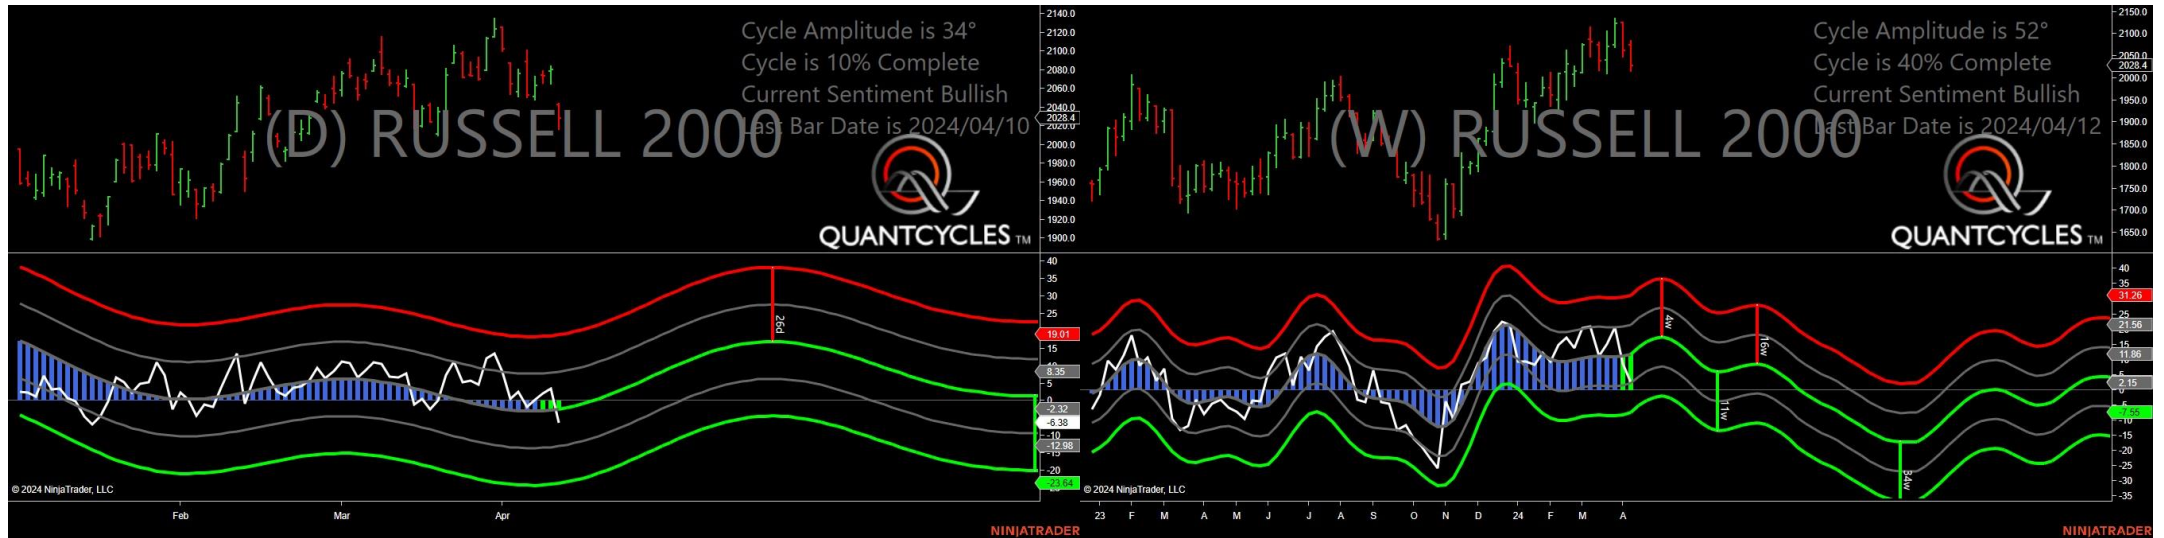 Cycle Amplitude is 34°
Cycle is 10% Complete
Current Sentiment Bullish
Last Bar Date is 2024/04/10
(D) RUSSELL 2000
QUANTCYCLES TM
2140.0
2120.0
2100.0
2080.0
2060.0
2040.0
2028.4
2020.0
2000.0
1980.0
1960.0
1940.0
1920.0
1900.0
40
35
30
25
19.01
15
8.35
5
0
-2.32
-6.38
-10
-12.98
-15
-20
-23.64
26d
© 2024 NinjaTrader, LLC
Feb Mar Apr
NINJATRADER
Cycle Amplitude is 52°
Cycle is 40% Complete
Current Sentiment Bullish
Last Bar Date is 2024/04/12
(W) RUSSELL 2000
QUANTCYCLES TM
2150.0
2100.0
2050.0
2028.4
2000.0
1950.0
1900.0
1850.0
1800.0
1750.0
1700.0
1650.0
40
35
31.26
25
21.56
15
11.86
5
2.15
-7.55
-10
-15
-20
-25
-30
-35
4w
16w
11w
34w
© 2024 NinjaTrader, LLC
23 F M A M J J A S O N D 24 F M A
NINJATRADER